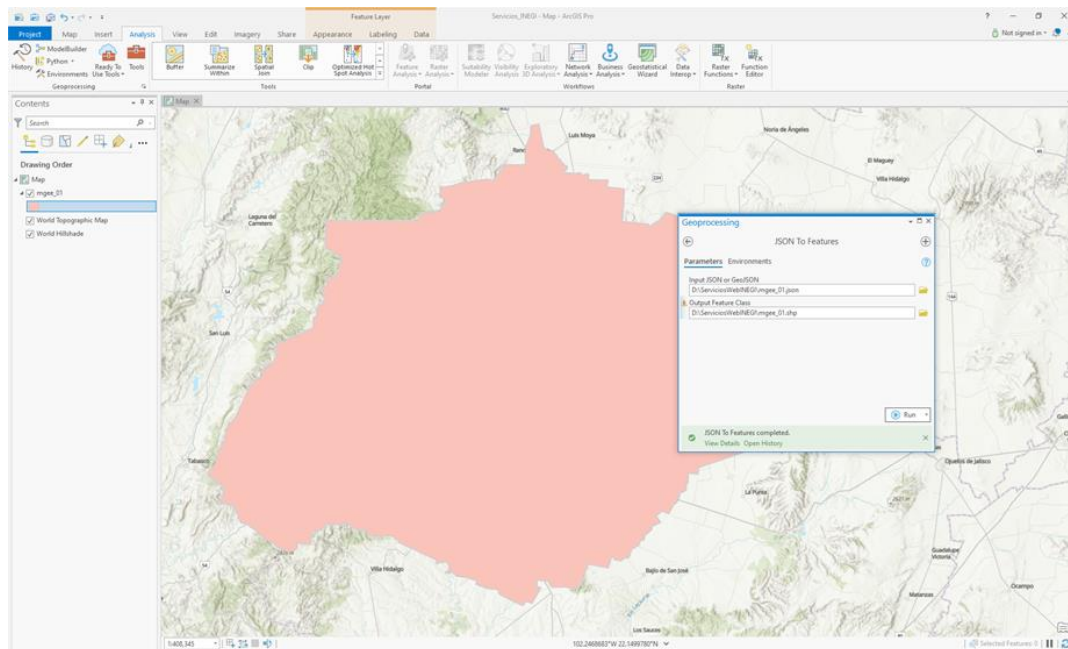 Feature Layer
Servicios_INEGI - Map - ArcGIS Pro
Project Map Insert Analysis View Edit Imagery Share Appearance Labeling Data
Not signed in
History
ModelBuilder
Python
Environments
Ready To Use Tools
Tools
Buffer
Summarize Within
Spatial Join
Clip
Optimized Hot Spot Analysis
Feature Analysis
Raster Analysis
Suitability Modeler
Visibility Analysis
Exploratory 3D Analysis
Network Analysis
Business Analysis
Geostatistical Wizard
Data Interop
Raster Functions
Function Editor
Geoprocessing Tools Portal Workflows Raster
Contents
Map
Search
Drawing Order
Map
mgee_01
World Topographic Map
World Hillshade
Luis Moya
Noria de Ángeles
El Maguey
Villa Hidalgo
Laguna del Carretero
San Luis
Tabasco
Villa Hidalgo
La Punta
Ojuelos de Jalisco
Bajío de San José
Guadalupe Victoria
Matanzas
Ocampo
Los Sauces
Geoprocessing
JSON To Features
Parameters Environments
Input JSON or GeoJSON
D:\ServiciosWebINEGI\mgee_01.json
Output Feature Class
D:\ServiciosWebINEGI\mgee_01.shp
Run
JSON To Features completed.
View Details Open History
1:408,345
102.2468683°W 22.1499780°N
Selected Features: 0